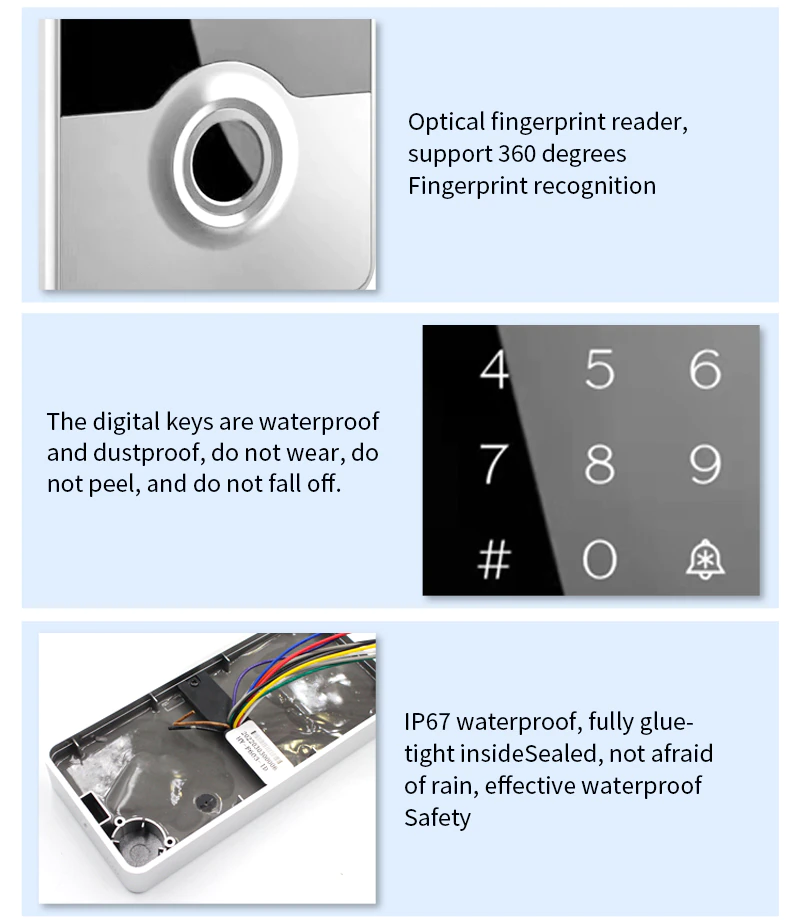 Optical fingerprint reader,
support 360 degrees
Fingerprint recognition
4 5 6
7 8 9
# 0
The digital keys are waterproof
and dustproof, do not wear, do
not peel, and do not fall off.
IP67 waterproof, fully glue-
tight insideSealed, not afraid
of rain, effective waterproof
Safety